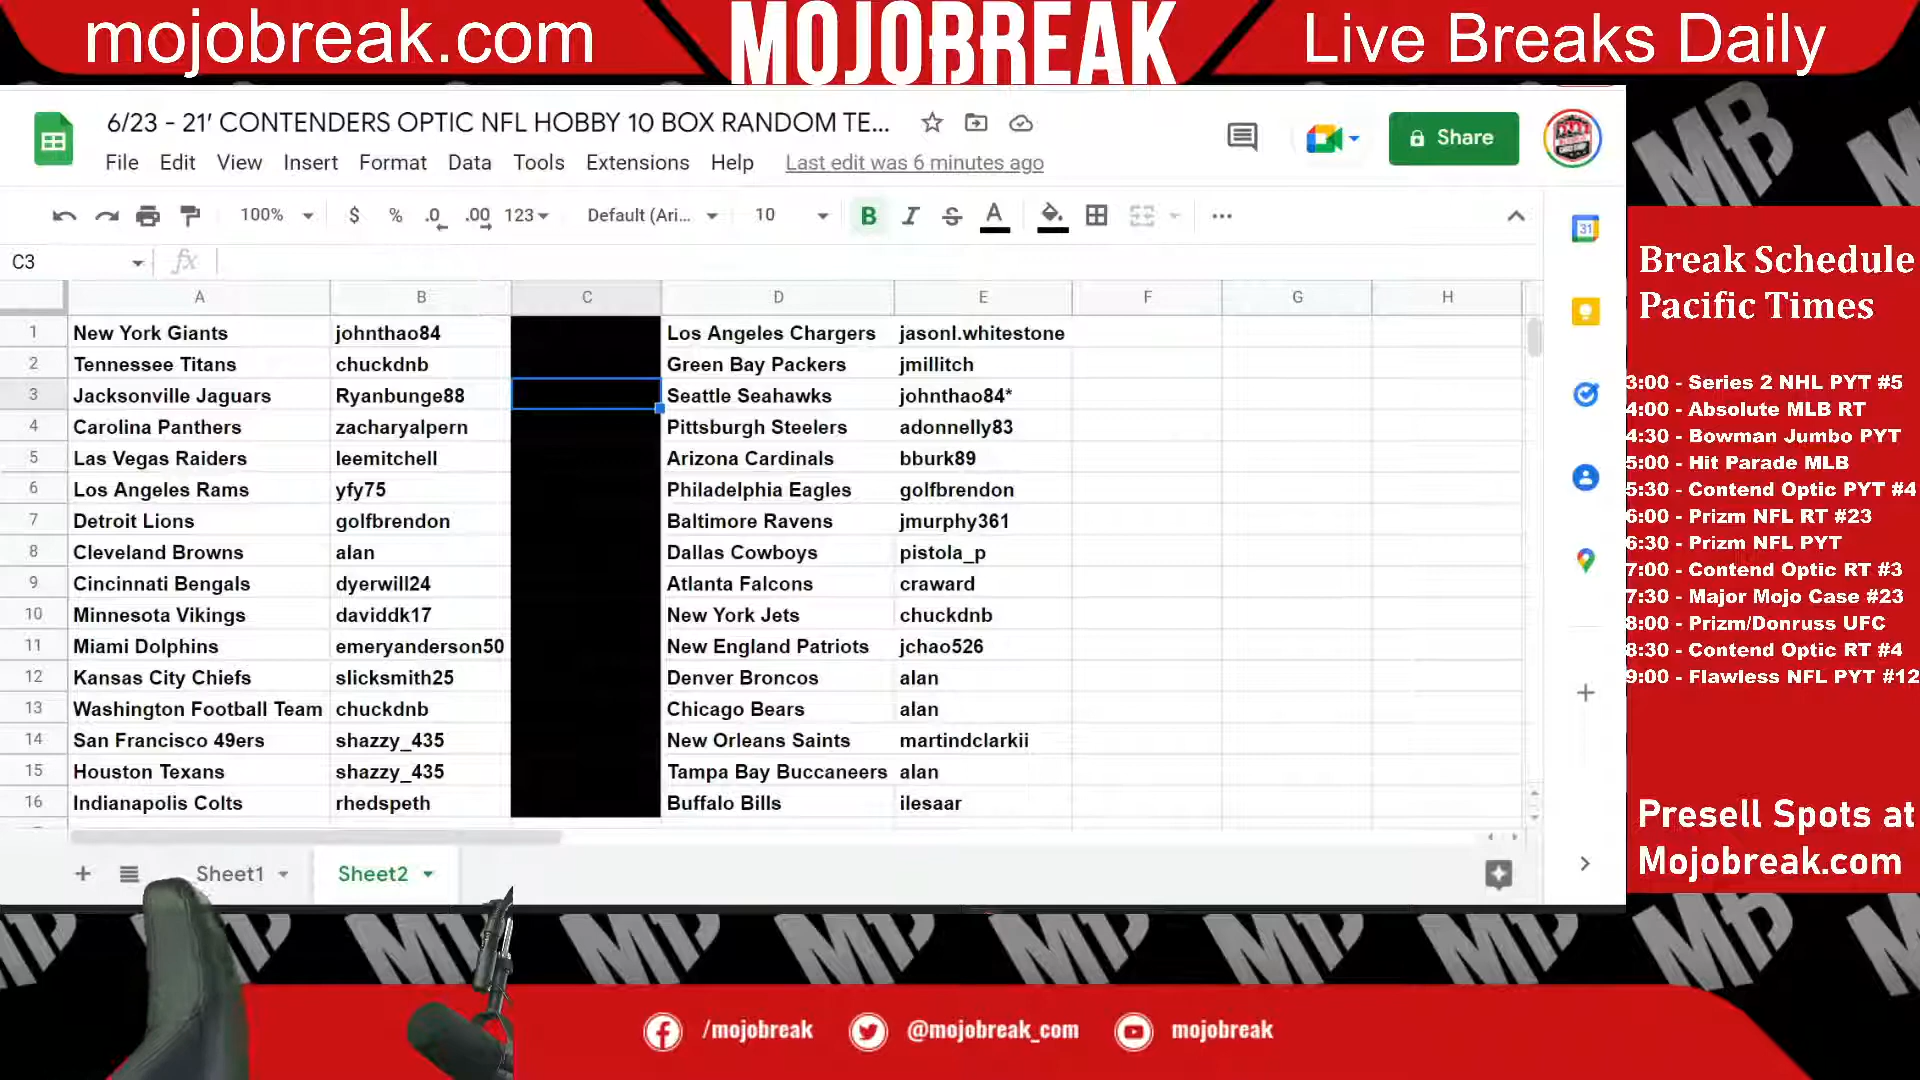 mojobreak.com
MOJOBREAK
Live Breaks Daily
6/23 - 21' CONTENDERS OPTIC NFL HOBBY 10 BOX RANDOM TE...
Share
File Edit View Insert Format Data Tools Extensions Help Last edit was 6 minutes ago
100% $ % .0 .00 123 Default (Ari... 10 B I S A
31
C3 fx
A B C D E F G H
1 New York Giants johnthao84 Los Angeles Chargers jasonl.whitestone
2 Tennessee Titans chuckdnb Green Bay Packers jmillitch
3 Jacksonville Jaguars Ryanbunge88 Seattle Seahawks johnthao84*
4 Carolina Panthers zacharyalpern Pittsburgh Steelers adonnelly83
5 Las Vegas Raiders leemitchell Arizona Cardinals bburk89
6 Los Angeles Rams yfy75 Philadelphia Eagles golfbrendon
7 Detroit Lions golfbrendon Baltimore Ravens jmurphy361
8 Cleveland Browns alan Dallas Cowboys pistola_p
9 Cincinnati Bengals dyerwill24 Atlanta Falcons craward
10 Minnesota Vikings daviddk17 New York Jets chuckdnb
11 Miami Dolphins emeryanderson50 New England Patriots jchao526
12 Kansas City Chiefs slicksmith25 Denver Broncos alan
13 Washington Football Team chuckdnb Chicago Bears alan
14 San Francisco 49ers shazzy_435 New Orleans Saints martindclarkii
15 Houston Texans shazzy_435 Tampa Bay Buccaneers alan
16 Indianapolis Colts rhedspeth Buffalo Bills ilesaar
Sheet1 Sheet2
Break Schedule
Pacific Times
3:00 - Series 2 NHL PYT #5
4:00 - Absolute MLB RT
4:30 - Bowman Jumbo PYT
5:00 - Hit Parade MLB
5:30 - Contend Optic PYT #4
6:00 - Prizm NFL RT #23
6:30 - Prizm NFL PYT
7:00 - Contend Optic RT #3
7:30 - Major Mojo Case #23
8:00 - Prizm/Donruss UFC
8:30 - Contend Optic RT #4
9:00 - Flawless NFL PYT #12
Presell Spots at
Mojobreak.com
/mojobreak @mojobreak_com mojobreak